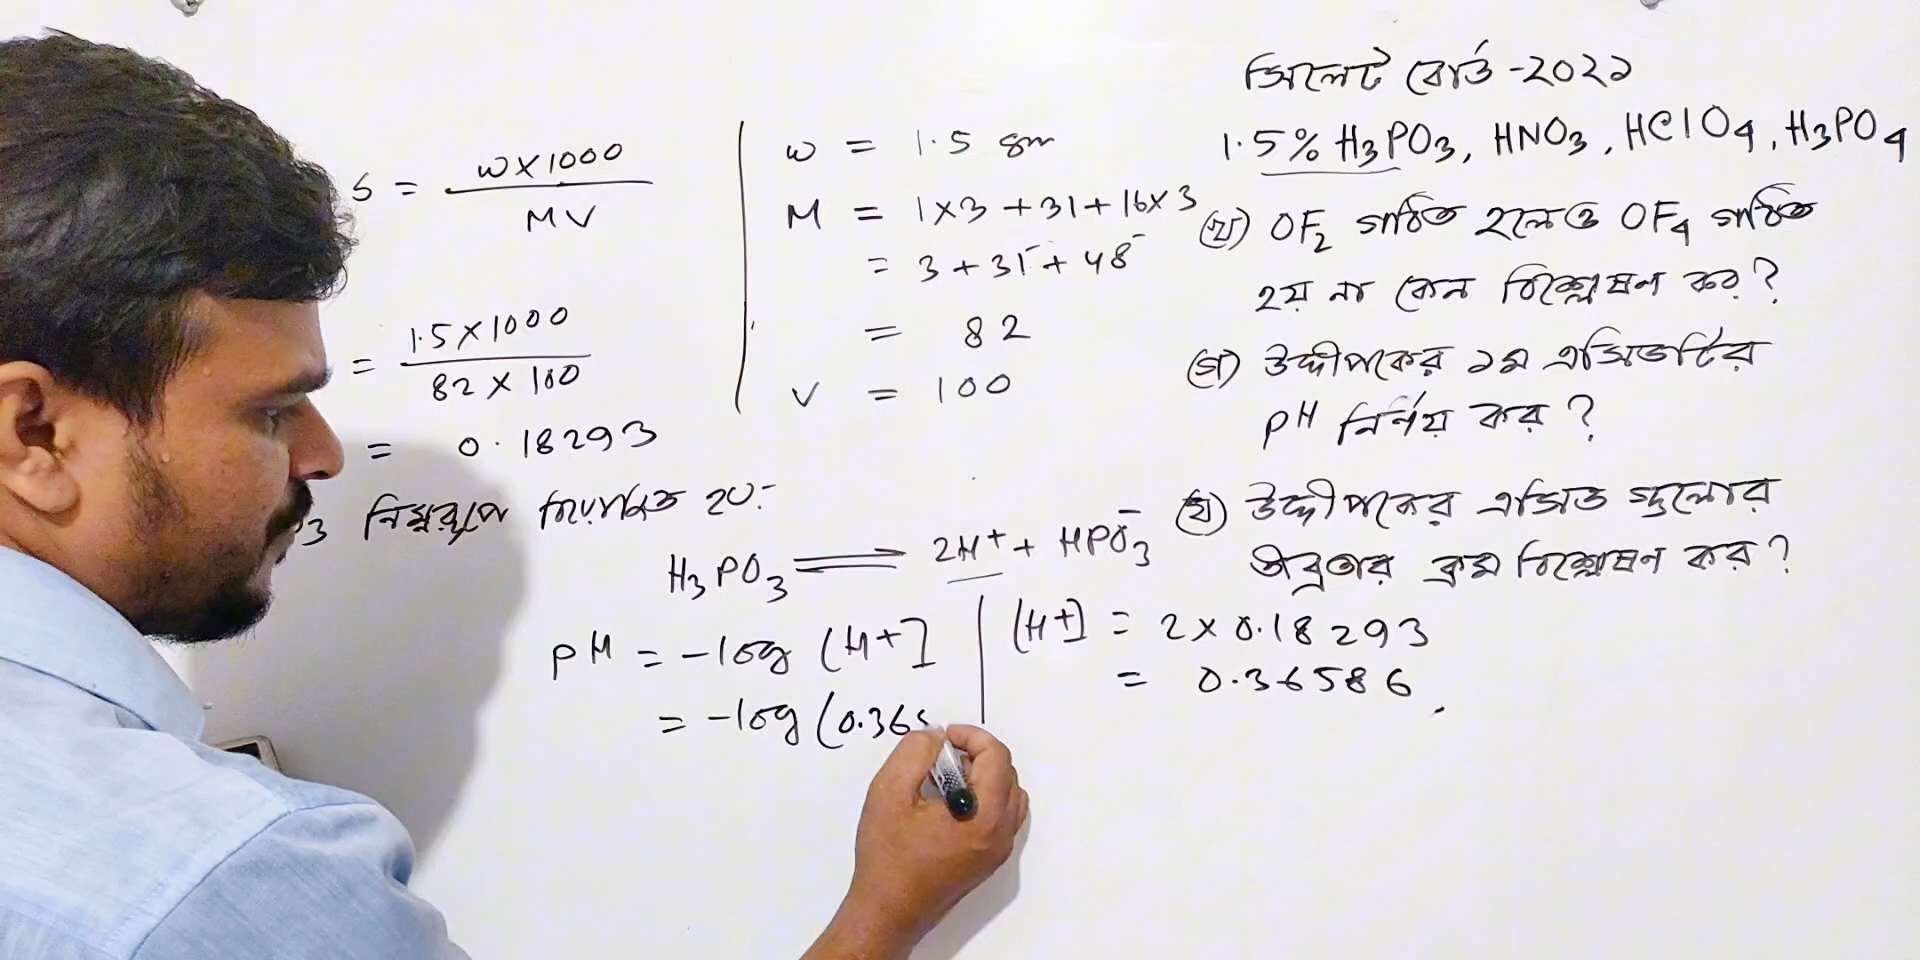 সিলেট বোর্ড -২০২১
1.5% H₃PO₃, HNO₃, HClO₄, H₃PO₄
(খ) OF₂ গঠিত হলেও OF₄ গঠিত
হয় না কেন বিশ্লেষণ কর?
(গ) উদ্দীপকের ১ম এসিডটির
pH নির্ণয় কর?
(ঘ) উদ্দীপকের এসিড গুলোর
তীব্রতার ক্রম বিশ্লেষণ কর?
S = w×1000 / MV
= 1.5×1000 / 82×100
= 0.18293
w = 1.5 gm
M = 1×3 +31+16×3
= 3+31+48
= 82
V = 100
3 নিম্নরূপে বিয়োজিত হয়:-
H₃PO₃ ⇌ 2H⁺ + HPO₃⁻
pH = -log [H+]
= -log (0.365
[H+] = 2×0.18293
= 0.36586